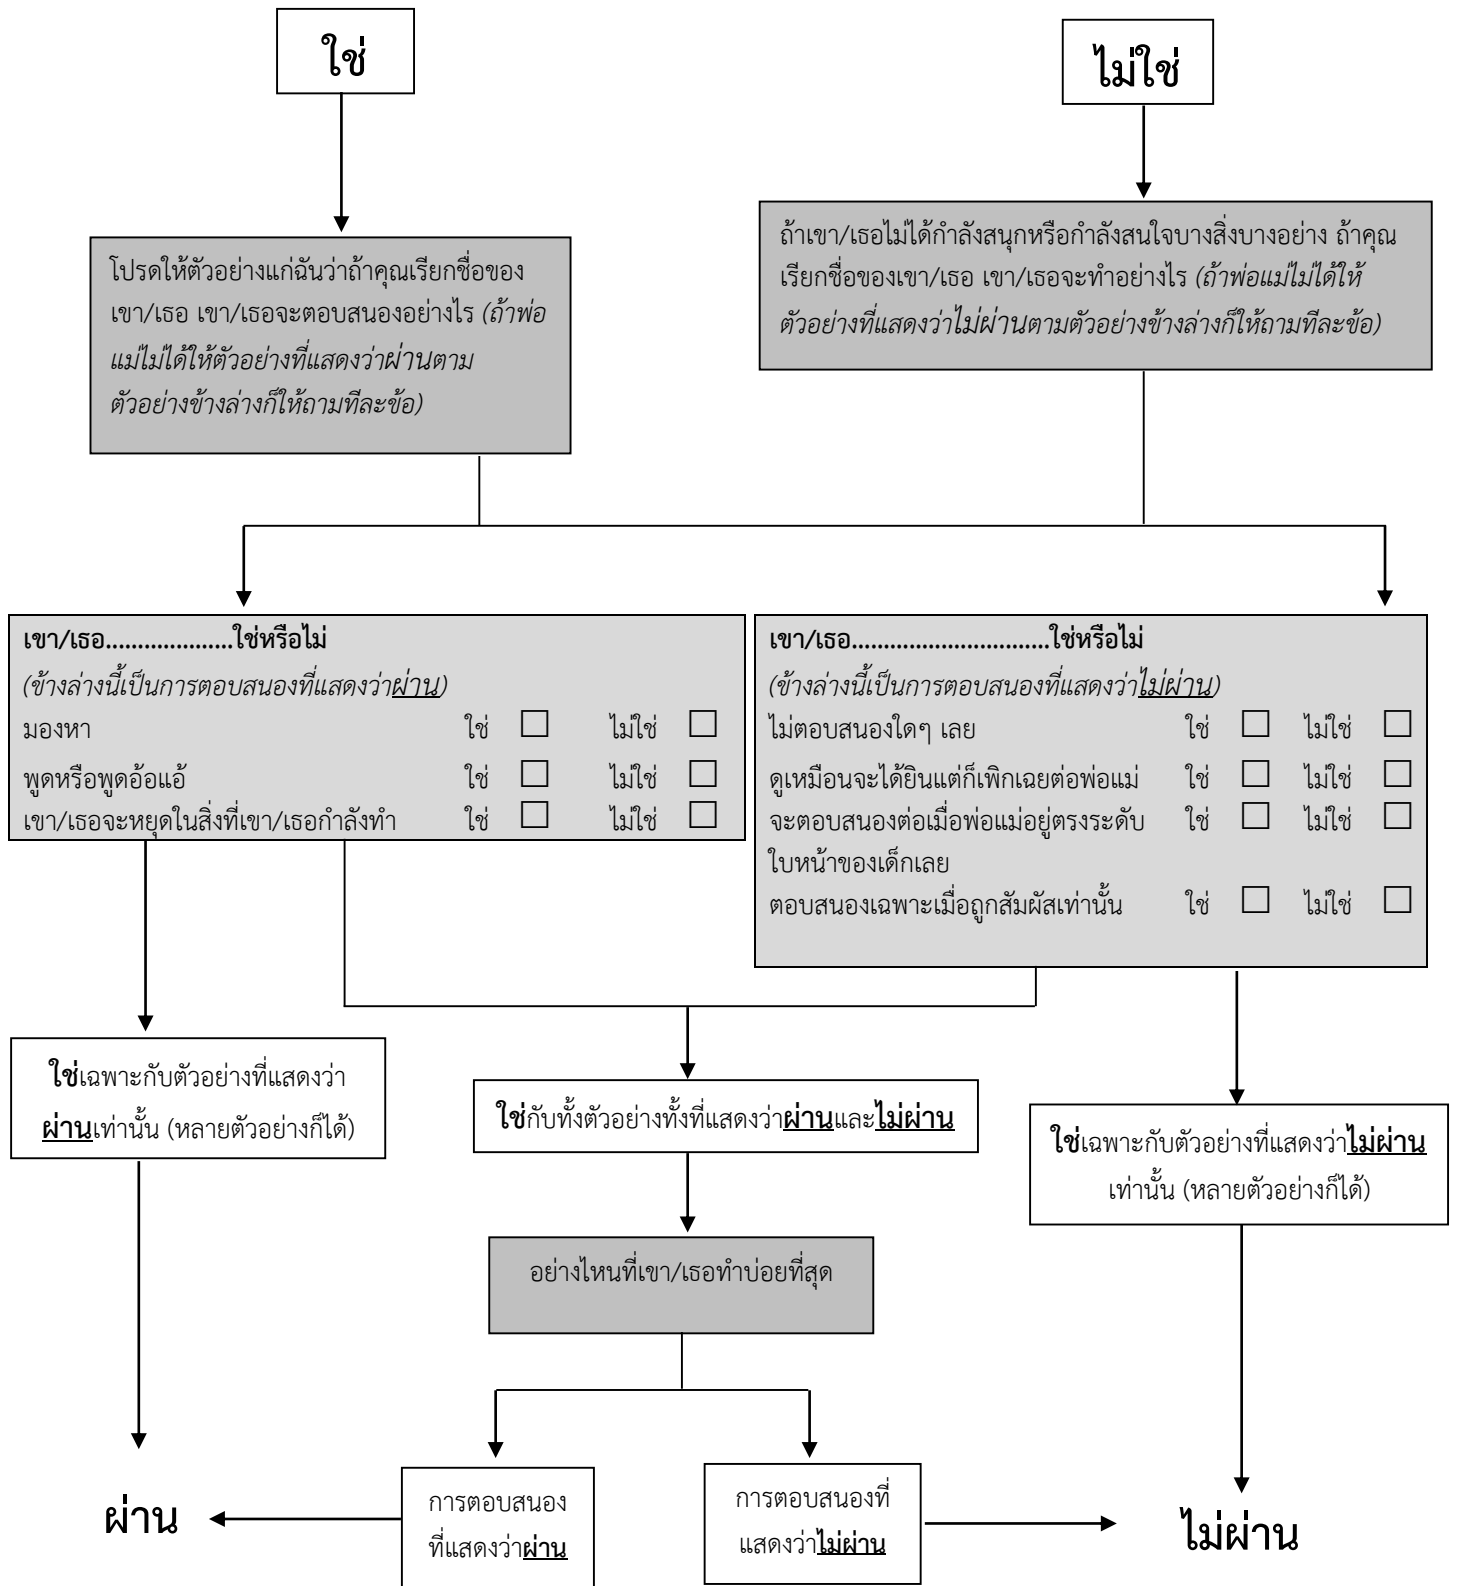 ใช่
ไม่ใช่
โปรดให้ตัวอย่างแก่ฉันว่าถ้าคุณเรียกชื่อของ
เขา/เธอ เขา/เธอจะตอบสนองอย่างไร (ถ้าพ่อ
แม่ไม่ได้ให้ตัวอย่างที่แสดงว่าผ่านตาม
ตัวอย่างข้างล่างก็ให้ถามทีละข้อ)
ถ้าเขา/เธอไม่ได้กำลังสนุกหรือกำลังสนใจบางสิ่งบางอย่าง ถ้าคุณ
เรียกชื่อของเขา/เธอ เขา/เธอจะทำอย่างไร (ถ้าพ่อแม่ไม่ได้ให้
ตัวอย่างที่แสดงว่าไม่ผ่านตามตัวอย่างข้างล่างก็ให้ถามทีละข้อ)
เขา/เธอ...................ใช่หรือไม่
(ข้างล่างนี้เป็นการตอบสนองที่แสดงว่าผ่าน)
มองหา ใช่ ☐ ไม่ใช่ ☐
พูดหรือพูดอ้อแอ้ ใช่ ☐ ไม่ใช่ ☐
เขา/เธอจะหยุดในสิ่งที่เขา/เธอกำลังทำ ใช่ ☐ ไม่ใช่ ☐
เขา/เธอ..............................ใช่หรือไม่
(ข้างล่างนี้เป็นการตอบสนองที่แสดงว่าไม่ผ่าน)
ไม่ตอบสนองใดๆ เลย ใช่ ☐ ไม่ใช่ ☐
ดูเหมือนจะได้ยินแต่ก็เพิกเฉยต่อพ่อแม่ ใช่ ☐ ไม่ใช่ ☐
จะตอบสนองต่อเมื่อพ่อแม่อยู่ตรงระดับ ใช่ ☐ ไม่ใช่ ☐
ใบหน้าของเด็กเลย
ตอบสนองเฉพาะเมื่อถูกสัมผัสเท่านั้น ใช่ ☐ ไม่ใช่ ☐
ใช่เฉพาะกับตัวอย่างที่แสดงว่า
ผ่านเท่านั้น (หลายตัวอย่างก็ได้)
ใช่กับทั้งตัวอย่างทั้งที่แสดงว่าผ่านและไม่ผ่าน
ใช่เฉพาะกับตัวอย่างที่แสดงว่าไม่ผ่าน
เท่านั้น (หลายตัวอย่างก็ได้)
อย่างไหนที่เขา/เธอทำบ่อยที่สุด
ผ่าน
การตอบสนอง
ที่แสดงว่าผ่าน
การตอบสนองที่
แสดงว่าไม่ผ่าน
ไม่ผ่าน